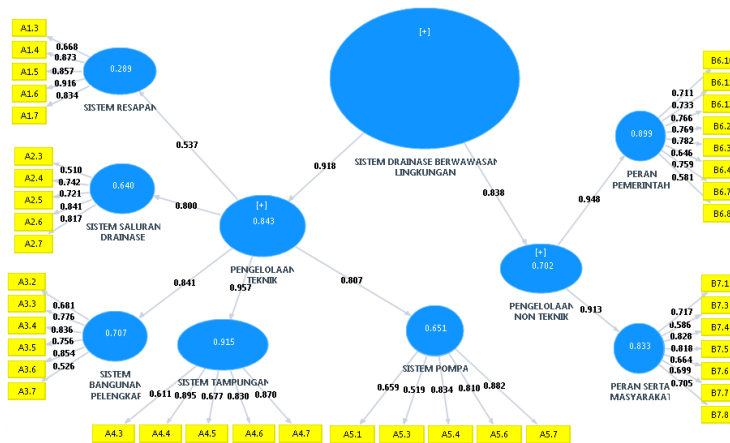 A1.3
A1.4
A1.5
A1.6
A1.7
0.668
0.873
0.857
0.916
0.834
0.289
SISTEM RESAPAN
0.537
A2.3
A2.4
A2.5
A2.6
A2.7
0.510
0.742
0.721
0.841
0.817
0.640
SISTEM SALURAN
DRAINASE
0.800
[+]
0.843
PENGELOLAAN
TEKNIK
[+]
SISTEM DRAINASE BERWAWASAN
LINGKUNGAN
0.918
0.838
A3.2
A3.3
A3.4
A3.5
A3.6
A3.7
0.681
0.776
0.836
0.756
0.854
0.526
0.707
SISTEM
BANGUNAN
PELENGKAP
0.841
0.957
0.807
0.915
SISTEM TAMPUNGAN
0.611
0.895
0.677
0.830
0.870
A4.3
A4.4
A4.5
A4.6
A4.7
0.651
SISTEM POMPA
0.659
0.519
0.834
0.810
0.882
A5.1
A5.3
A5.4
A5.6
A5.7
[+]
0.702
PENGELOLAAN
NON TEKNIK
0.948
0.913
0.899
PERAN
PEMERINTAH
0.711
0.733
0.766
0.769
0.782
0.646
0.759
0.581
B6.10
B6.2
B6.3
B6.4
B6.7
B6.8
0.833
PERAN SERTA
MASYARAKAT
0.717
0.586
0.828
0.818
0.664
0.699
0.705
B7.1
B7.3
B7.4
B7.5
B7.6
B7.7
B7.8